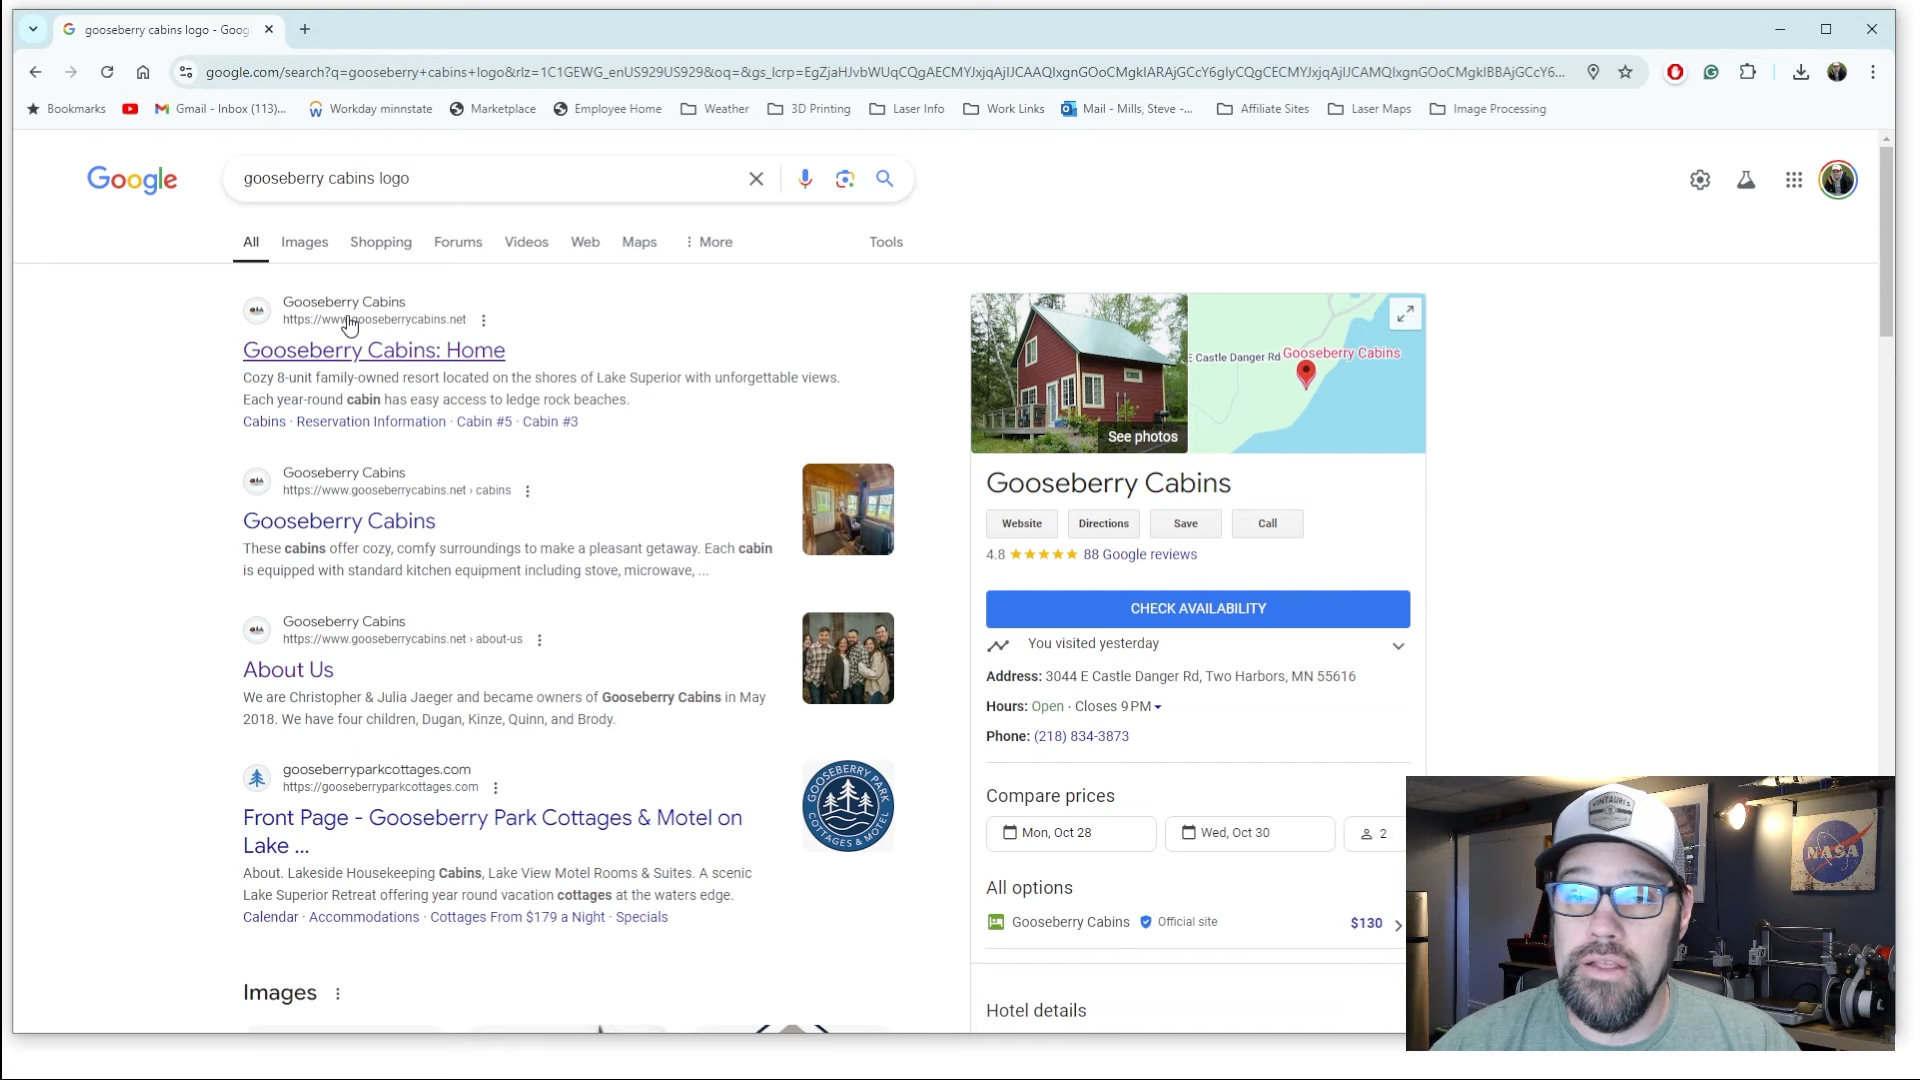 gooseberry cabins logo - Goog
google.com/search?q=gooseberry+cabins+logo&rlz=1C1GEWG_enUS929US929&oq=&gs_lcrp=EgZjaHJvbWUqCQgAECMYJxjqAjIJCAAQIxgnGOoCMgkIARAjGCcY6gIyCQgCECMYJxjqAjIJCAMQIxgnGOoCMgkIBBAjGCcY6...
Bookmarks
Gmail - Inbox (113)...
Workday minnstate
Marketplace
Employee Home
Weather
3D Printing
Laser Info
Work Links
Mail - Mills, Steve -...
Affiliate Sites
Laser Maps
Image Processing
Google
gooseberry cabins logo
All
Images
Shopping
Forums
Videos
Web
Maps
More
Tools
Gooseberry Cabins
https://www.gooseberrycabins.net
Gooseberry Cabins: Home
Cozy 8-unit family-owned resort located on the shores of Lake Superior with unforgettable views.
Each year-round cabin has easy access to ledge rock beaches.
Cabins · Reservation Information · Cabin #5 · Cabin #3
Gooseberry Cabins
https://www.gooseberrycabins.net › cabins
Gooseberry Cabins
These cabins offer cozy, comfy surroundings to make a pleasant getaway. Each cabin
is equipped with standard kitchen equipment including stove, microwave, ...
Gooseberry Cabins
https://www.gooseberrycabins.net › about-us
About Us
We are Christopher & Julia Jaeger and became owners of Gooseberry Cabins in May
2018. We have four children, Dugan, Kinze, Quinn, and Brody.
gooseberryparkcottages.com
https://gooseberryparkcottages.com
Front Page - Gooseberry Park Cottages & Motel on
Lake ...
About. Lakeside Housekeeping Cabins, Lake View Motel Rooms & Suites. A scenic
Lake Superior Retreat offering year round vacation cottages at the waters edge.
Calendar · Accommodations · Cottages From $179 a Night · Specials
GOOSEBERRY PARK
COTTAGES & MOTEL
Images
See photos
E Castle Danger Rd
Gooseberry Cabins
Gooseberry Cabins
Website
Directions
Save
Call
4.8
88 Google reviews
CHECK AVAILABILITY
You visited yesterday
Address: 3044 E Castle Danger Rd, Two Harbors, MN 55616
Hours: Open · Closes 9 PM
Phone: (218) 834-3873
Compare prices
Mon, Oct 28
Wed, Oct 30
2
All options
Gooseberry Cabins
Official site
$130
Hotel details
NASA